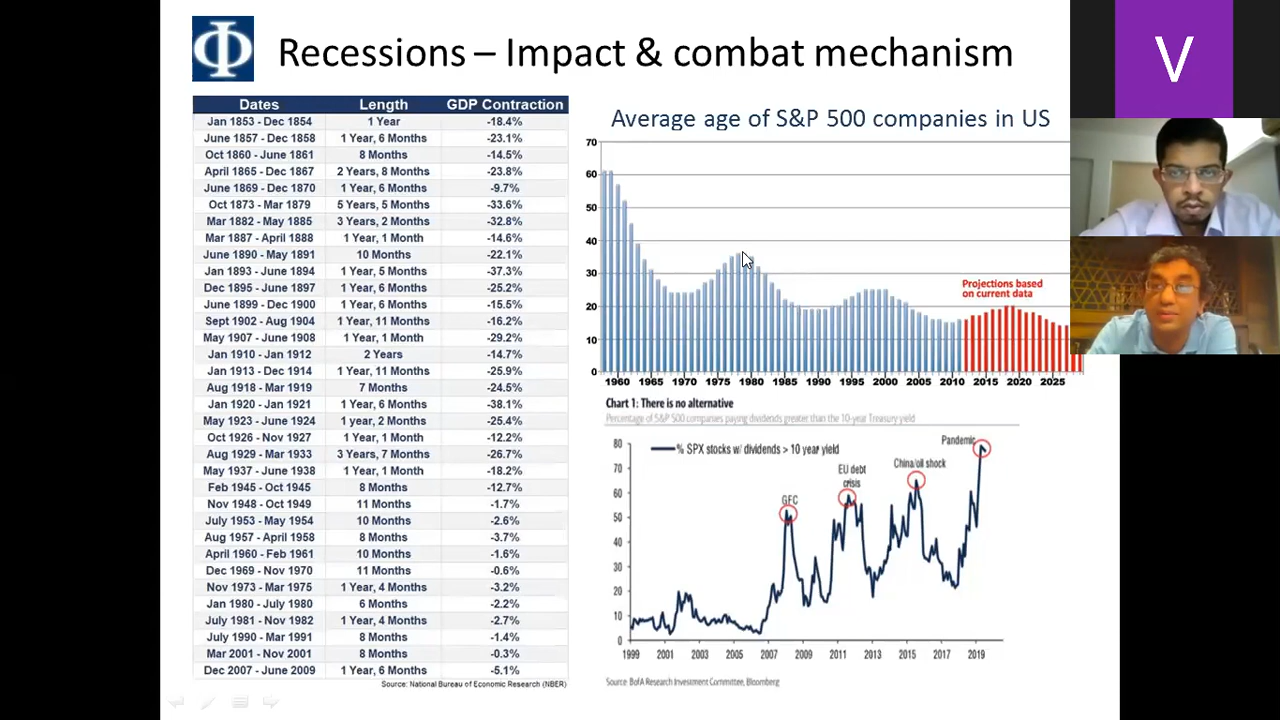 Recessions – Impact & combat mechanism
V
Dates Length GDP Contraction
Jan 1853 - Dec 1854 1 Year -18.4%
June 1857 - Dec 1858 1 Year, 6 Months -23.1%
Oct 1860 - June 1861 8 Months -14.5%
April 1865 - Dec 1867 2 Years, 8 Months -23.8%
June 1869 - Dec 1870 1 Year, 6 Months -9.7%
Oct 1873 - Mar 1879 5 Years, 5 Months -33.6%
Mar 1882 - May 1885 3 Years, 2 Months -32.8%
Mar 1887 - April 1888 1 Year, 1 Month -14.6%
June 1890 - May 1891 10 Months -22.1%
Jan 1893 - June 1894 1 Year, 5 Months -37.3%
Dec 1895 - June 1897 1 Year, 6 Months -25.2%
June 1899 - Dec 1900 1 Year, 6 Months -15.5%
Sept 1902 - Aug 1904 1 Year, 11 Months -16.2%
May 1907 - June 1908 1 Year, 1 Month -29.2%
Jan 1910 - Jan 1912 2 Years -14.7%
Jan 1913 - Dec 1914 1 Year, 11 Months -25.9%
Aug 1918 - Mar 1919 7 Months -24.5%
Jan 1920 - Jan 1921 1 Year, 6 Months -38.1%
May 1923 - June 1924 1 year, 2 Months -25.4%
Oct 1926 - Nov 1927 1 Year, 1 Month -12.2%
Aug 1929 - Mar 1933 3 Years, 7 Months -26.7%
May 1937 - June 1938 1 Year, 1 Month -18.2%
Feb 1945 - Oct 1945 8 Months -12.7%
Nov 1948 - Oct 1949 11 Months -1.7%
July 1953 - May 1954 10 Months -2.6%
Aug 1957 - April 1958 8 Months -3.7%
April 1960 - Feb 1961 10 Months -1.6%
Dec 1969 - Nov 1970 11 Months -0.6%
Nov 1973 - Mar 1975 1 Year, 4 Months -3.2%
Jan 1980 - July 1980 6 Months -2.2%
July 1981 - Nov 1982 1 Year, 4 Months -2.7%
July 1990 - Mar 1991 8 Months -1.4%
Mar 2001 - Nov 2001 8 Months -0.3%
Dec 2007 - June 2009 1 Year, 6 Months -5.1%
Source: National Bureau of Economic Research (NBER)
Average age of S&P 500 companies in US
70
60
50
40
30
20
10
0
Projections based
on current data
1960 1965 1970 1975 1980 1985 1990 1995 2000 2005 2010 2015 2020 2025
Chart 1: There is no alternative
Percentage of S&P 500 companies paying dividends greater than the 10-year Treasury yield
% SPX stocks w/ dividends > 10 year yield
80
70
60
50
40
30
20
10
0
GFC
EU debt
crisis
China/oil shock
Pandemic
1999 2001 2003 2005 2007 2009 2011 2013 2015 2017 2019
Source: BofA Research Investment Committee, Bloomberg